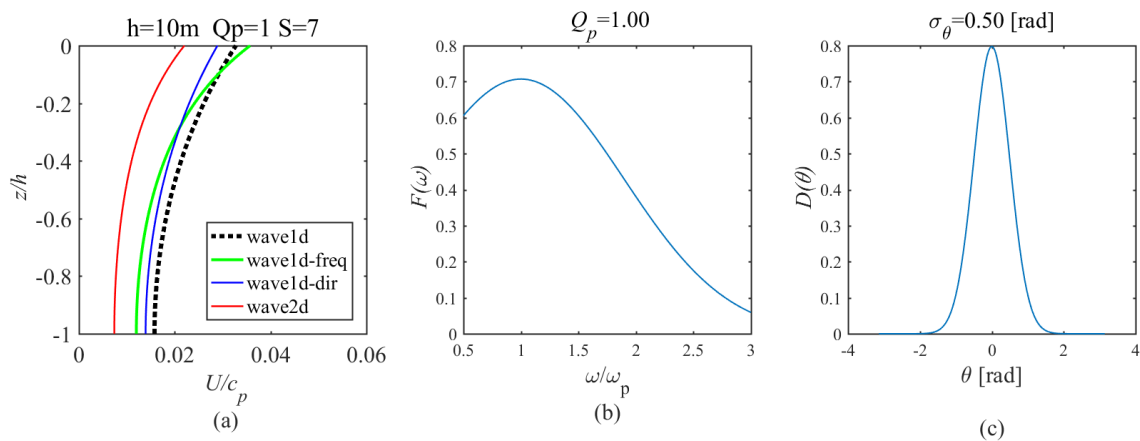 h=10m Qp=1 S=7
0
-0.2
-0.4
-0.6
-0.8
-1
z/h
wave1d
wave1d-freq
wave1d-dir
wave2d
0 0.02 0.04 0.06
U/c_p
(a)
Q_p=1.00
0.8
0.7
0.6
0.5
0.4
0.3
0.2
0.1
0
F(ω)
0.5 1 1.5 2 2.5 3
ω/ω_p
(b)
σ_θ=0.50 [rad]
0.8
0.7
0.6
0.5
0.4
0.3
0.2
0.1
0
D(θ)
-4 -2 0 2 4
θ [rad]
(c)